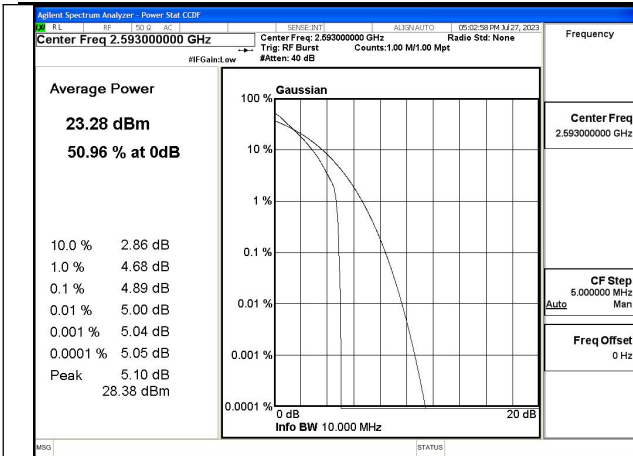 Agilent Spectrum Analyzer - Power Stat CCDF
RL RF 50 Ω AC SENSE:INT ALIGN AUTO 05:02:58 PM Jul 27, 2023
Center Freq 2.593000000 GHz
Center Freq: 2.593000000 GHz Radio Std: None
Trig: RF Burst Counts:1.00 M/1.00 Mpt
#IFGain:Low #Atten: 40 dB
Frequency
Average Power
23.28 dBm
50.96 % at 0dB
10.0 % 2.86 dB
1.0 % 4.68 dB
0.1 % 4.89 dB
0.01 % 5.00 dB
0.001 % 5.04 dB
0.0001 % 5.05 dB
Peak 5.10 dB
28.38 dBm
Gaussian
100 %
10 %
1 %
0.1 %
0.01 %
0.001 %
0.0001 %
0 dB 20 dB
Info BW 10.000 MHz
Center Freq
2.593000000 GHz
CF Step
5.000000 MHz
Auto Man
Freq Offset
0 Hz
MSG STATUS